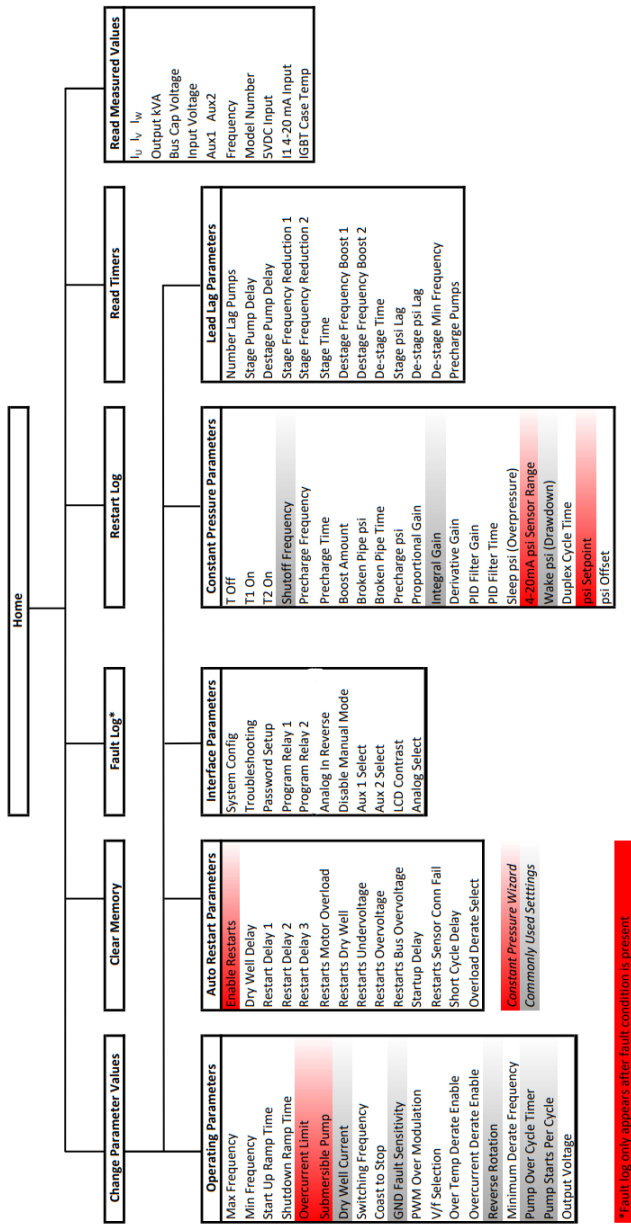 Home
Change Parameter Values
Clear Memory
Fault Log*
Restart Log
Read Timers
Read Measured Values
IU IV IW
Output kVA
Bus Cap Voltage
Input Voltage
Aux1 Aux2
Frequency
Model Number
5VDC Input
I1 4-20 mA Input
IGBT Case Temp
Operating Parameters
Max Frequency
Min Frequency
Start Up Ramp Time
Shutdown Ramp Time
Overcurrent Limit
Submersible Pump
Dry Well Current
Switching Frequency
Coast to Stop
GND Fault Sensitivity
PWM Over Modulation
V/f Selection
Over Temp Derate Enable
Overcurrent Derate Enable
Reverse Rotation
Minimum Derate Frequency
Pump Over Cycle Timer
Pump Starts Per Cycle
Output Voltage
Auto Restart Parameters
Enable Restarts
Dry Well Delay
Restart Delay 1
Restart Delay 2
Restart Delay 3
Restarts Motor Overload
Restarts Dry Well
Restarts Undervoltage
Restarts Overvoltage
Restarts Bus Overvoltage
Startup Delay
Restarts Sensor Conn Fail
Short Cycle Delay
Overload Derate Select
Interface Parameters
System Config
Troubleshooting
Password Setup
Program Relay 1
Program Relay 2
Analog In Reverse
Disable Manual Mode
Aux 1 Select
Aux 2 Select
LCD Contrast
Analog Select
Constant Pressure Parameters
T Off
T1 On
T2 On
Shutoff Frequency
Precharge Frequency
Precharge Time
Boost Amount
Broken Pipe psi
Broken Pipe Time
Precharge psi
Proportional Gain
Integral Gain
Derivative Gain
PID Filter Gain
PID Filter Time
Sleep psi (Overpressure)
4-20mA psi Sensor Range
Wake psi (Drawdown)
Duplex Cycle Time
psi Setpoint
psi Offset
Lead Lag Parameters
Number Lag Pumps
Stage Pump Delay
Destage Pump Delay
Stage Frequency Reduction 1
Stage Frequency Reduction 2
Stage Time
Destage Frequency Boost 1
Destage Frequency Boost 2
De-stage Time
Stage psi Lag
De-stage psi Lag
De-stage Min Frequency
Precharge Pumps
Constant Pressure Wizard
Commonly Used Setttings
*Fault log only appears after fault condition is present